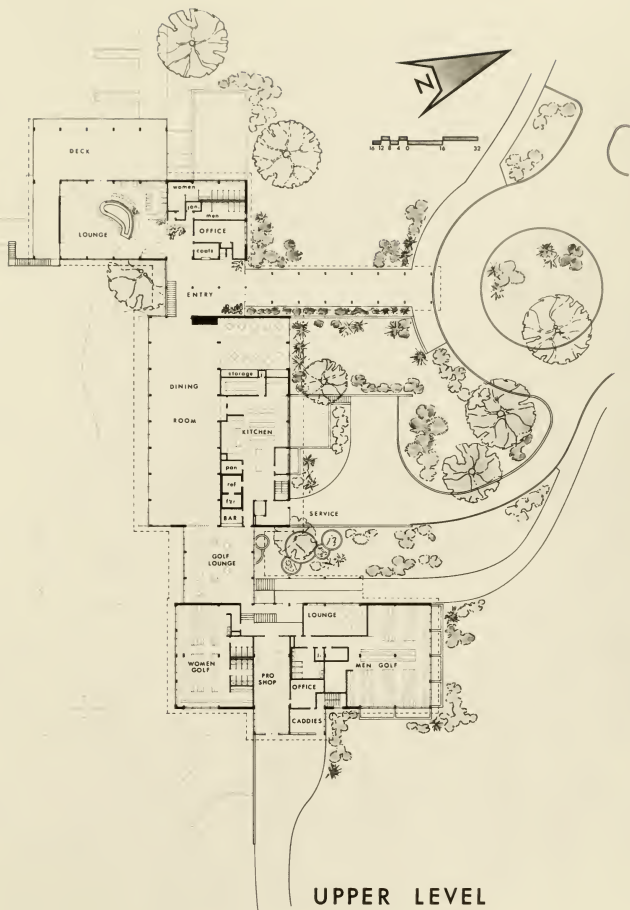 N
16 12 8 4 0 16 32
DECK
women
jan.
men
LOUNGE
OFFICE
coats
ENTRY
storage
DINING
ROOM
KITCHEN
pan
ref
fzr
BAR
SERVICE
GOLF
LOUNGE
LOUNGE
WOMEN
GOLF
PRO
SHOP
MEN GOLF
OFFICE
CADDIES
UPPER LEVEL